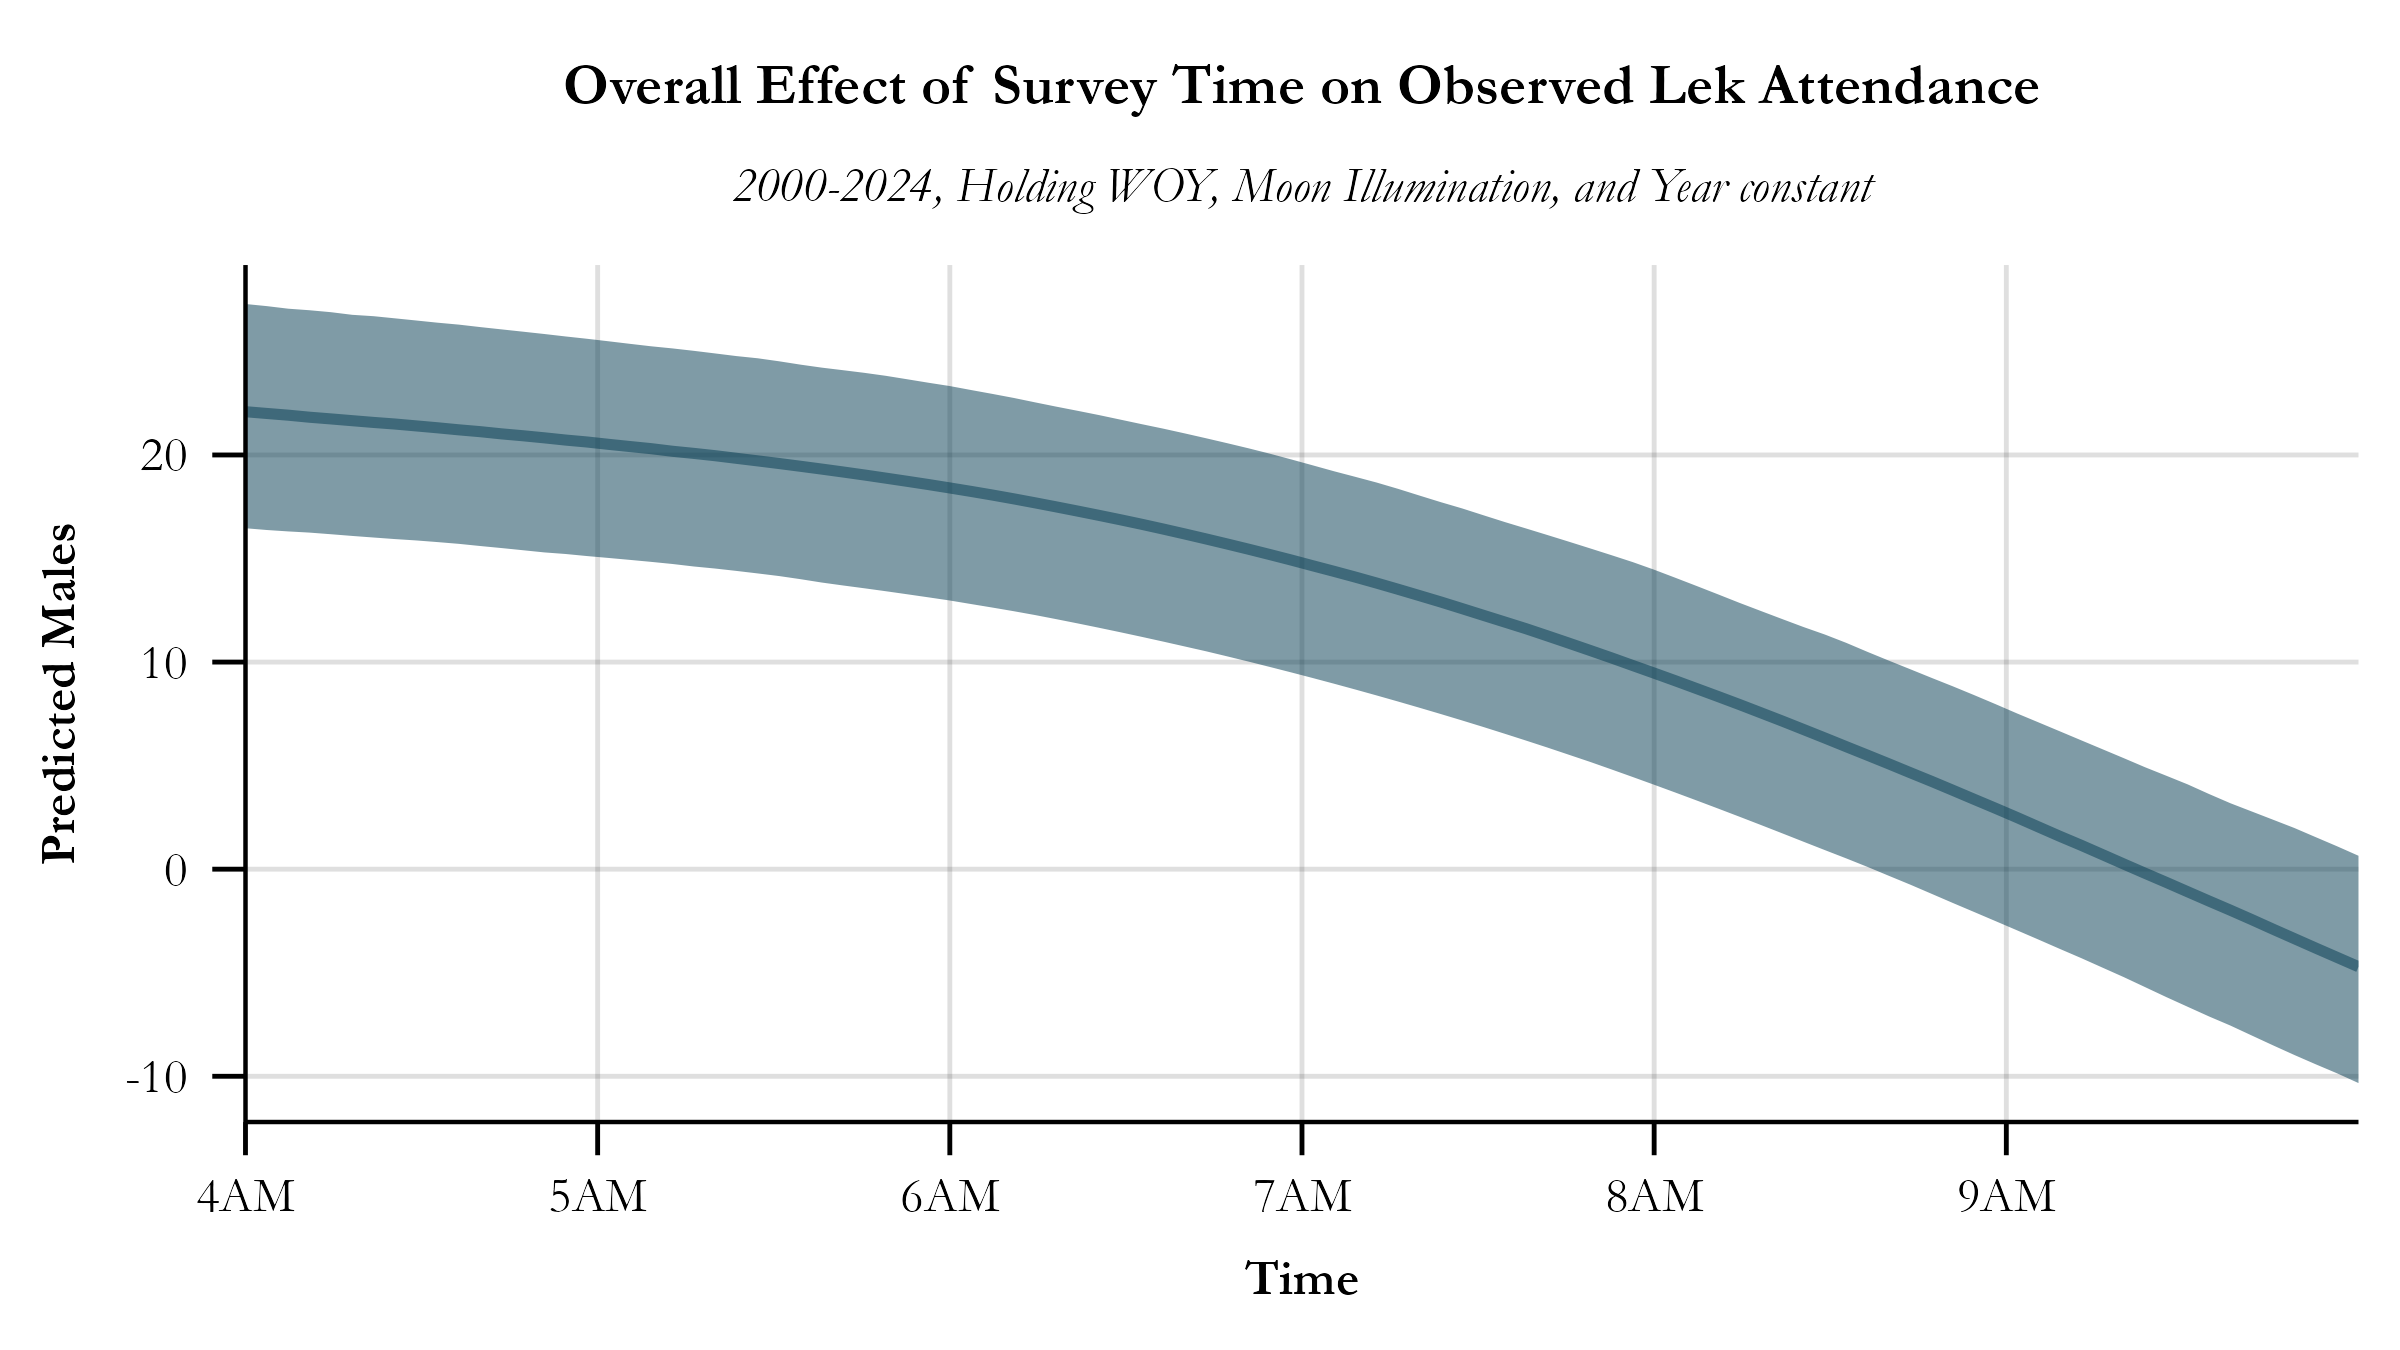 Overall Effect of Survey Time on Observed Lek Attendance
2000-2024, Holding WOY, Moon Illumination, and Year constant
Predicted Males
20
10
0
-10
4AM 5AM 6AM 7AM 8AM 9AM
Time